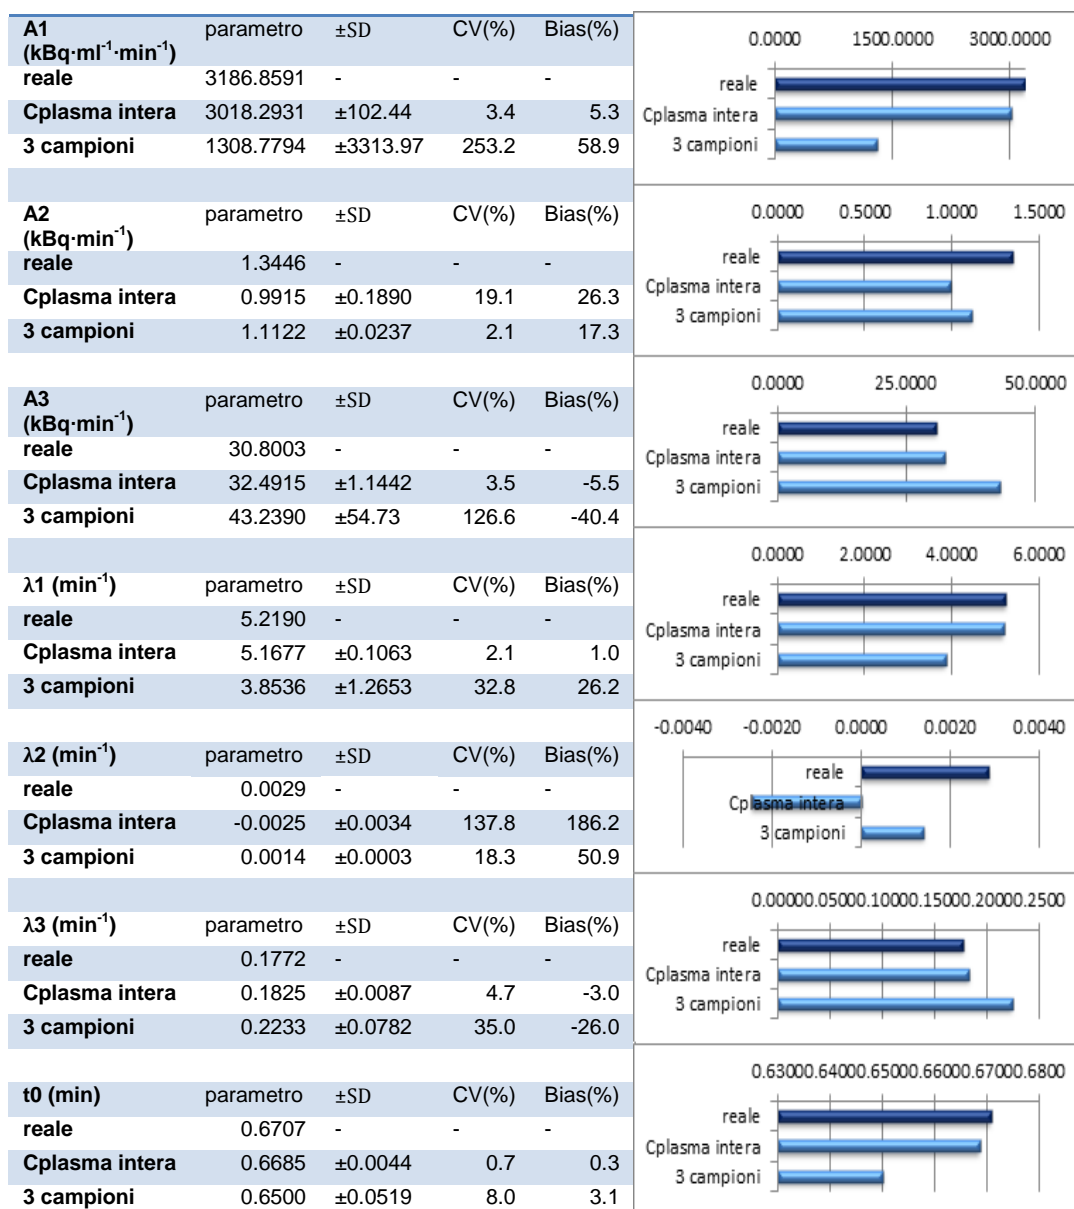 A1 parametro ±SD CV(%) Bias(%)
(kBq·ml⁻¹·min⁻¹)
reale 3186.8591 - - -
Cplasma intera 3018.2931 ±102.44 3.4 5.3
3 campioni 1308.7794 ±3313.97 253.2 58.9
0.0000 1500.0000 3000.0000
reale
Cplasma intera
3 campioni
A2 parametro ±SD CV(%) Bias(%)
(kBq·min⁻¹)
reale 1.3446 - - -
Cplasma intera 0.9915 ±0.1890 19.1 26.3
3 campioni 1.1122 ±0.0237 2.1 17.3
0.0000 0.5000 1.0000 1.5000
reale
Cplasma intera
3 campioni
A3 parametro ±SD CV(%) Bias(%)
(kBq·min⁻¹)
reale 30.8003 - - -
Cplasma intera 32.4915 ±1.1442 3.5 -5.5
3 campioni 43.2390 ±54.73 126.6 -40.4
0.0000 25.0000 50.0000
reale
Cplasma intera
3 campioni
λ1 (min⁻¹) parametro ±SD CV(%) Bias(%)
reale 5.2190 - - -
Cplasma intera 5.1677 ±0.1063 2.1 1.0
3 campioni 3.8536 ±1.2653 32.8 26.2
0.0000 2.0000 4.0000 6.0000
reale
Cplasma intera
3 campioni
λ2 (min⁻¹) parametro ±SD CV(%) Bias(%)
reale 0.0029 - - -
Cplasma intera -0.0025 ±0.0034 137.8 186.2
3 campioni 0.0014 ±0.0003 18.3 50.9
-0.0040 -0.0020 0.0000 0.0020 0.0040
reale
Cplasma intera
3 campioni
λ3 (min⁻¹) parametro ±SD CV(%) Bias(%)
reale 0.1772 - - -
Cplasma intera 0.1825 ±0.0087 4.7 -3.0
3 campioni 0.2233 ±0.0782 35.0 -26.0
0.00000.05000.10000.15000.20000.2500
reale
Cplasma intera
3 campioni
t0 (min) parametro ±SD CV(%) Bias(%)
reale 0.6707 - - -
Cplasma intera 0.6685 ±0.0044 0.7 0.3
3 campioni 0.6500 ±0.0519 8.0 3.1
0.63000.64000.65000.66000.67000.6800
reale
Cplasma intera
3 campioni